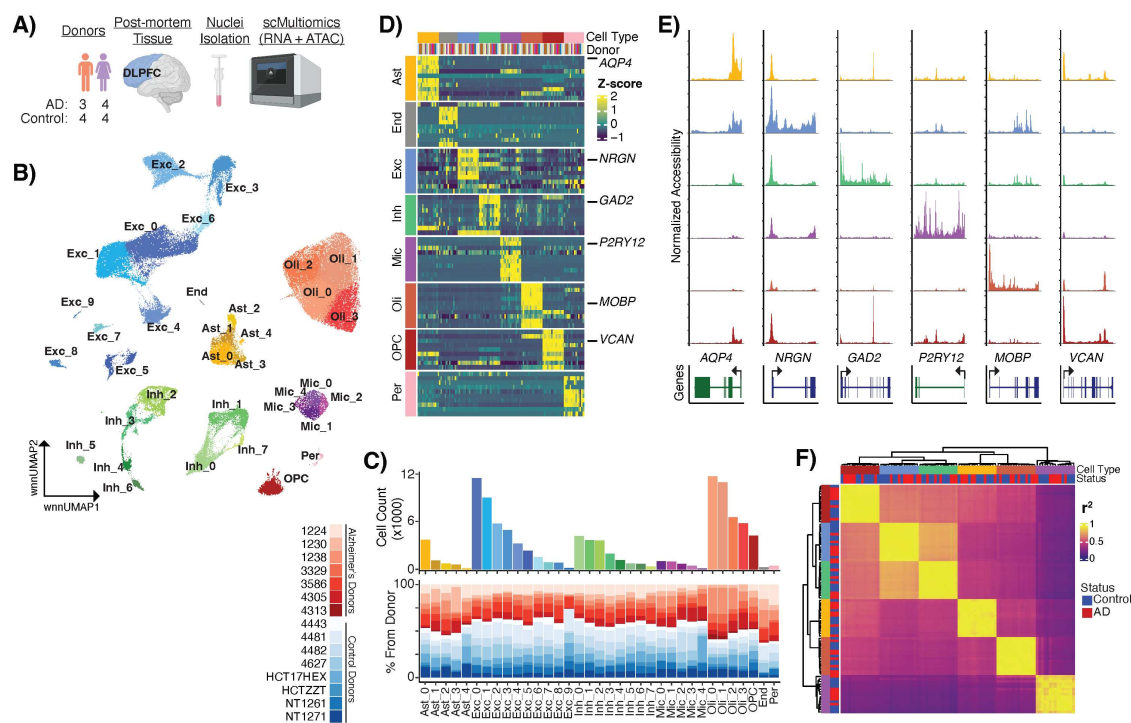 A)
Donors
Post-mortem
Tissue
Nuclei
Isolation
scMultiomics
(RNA + ATAC)
DLPFC
AD: 3 4
Control: 4 4
B)
Exc_2
Exc_3
Exc_6
Exc_0
Exc_1
Exc_9
Exc_4
Exc_7
Exc_8
Exc_5
End
Oli_2
Oli_1
Oli_0
Oli_3
Ast_2
Ast_1
Ast_4
Ast_0
Ast_3
Inh_2
Inh_3
Inh_1
Inh_5
Inh_4
Inh_6
Inh_0
Inh_7
Mic_0
Mic_4
Mic_2
Mic_3
Mic_1
Per
OPC
wnnUMAP2
wnnUMAP1
1224
1230
1238
3329
3586
4305
4313
4443
4481
4482
4627
HCT17HEX
HCTZZT
NT1261
NT1271
Alzheimer's Donors
Control Donors
C)
Cell Count
(x1000)
12
6
0
% From Donor
100
50
0
Ast_0
Ast_1
Ast_2
Ast_3
Ast_4
Exc_0
Exc_1
Exc_2
Exc_3
Exc_4
Exc_5
Exc_6
Exc_7
Exc_8
Exc_9
Inh_0
Inh_1
Inh_2
Inh_3
Inh_4
Inh_5
Inh_6
Inh_7
Mic_0
Mic_1
Mic_2
Mic_3
Mic_4
Oli_0
Oli_1
Oli_2
Oli_3
OPC
End
Per
D)
Cell Type
Donor
Ast
End
Exc
Inh
Mic
Oli
OPC
Per
AQP4
Z-score
2
1
0
−1
NRGN
GAD2
P2RY12
MOBP
VCAN
E)
Normalized Accessibility
AQP4
NRGN
GAD2
P2RY12
MOBP
VCAN
Genes
F)
Cell Type
Status
r²
1
0.5
0
Status
Control
AD